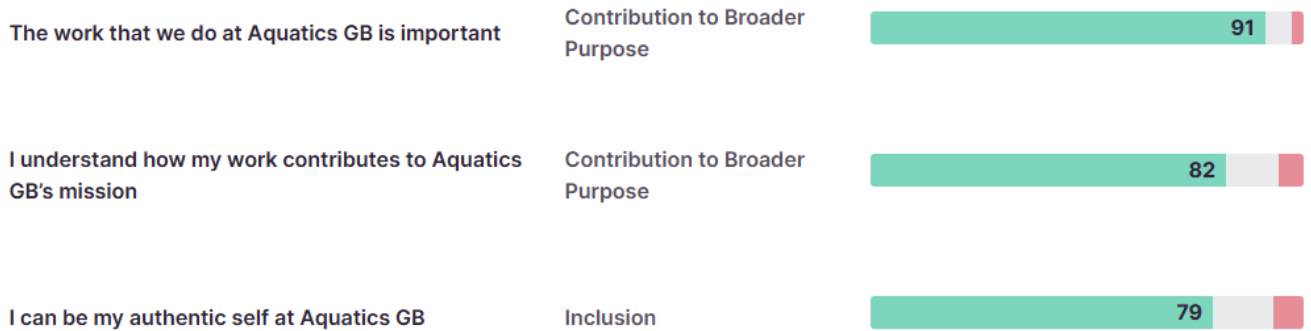 The work that we do at Aquatics GB is important
Contribution to Broader
Purpose
91
I understand how my work contributes to Aquatics
GB’s mission
Contribution to Broader
Purpose
82
I can be my authentic self at Aquatics GB
Inclusion
79